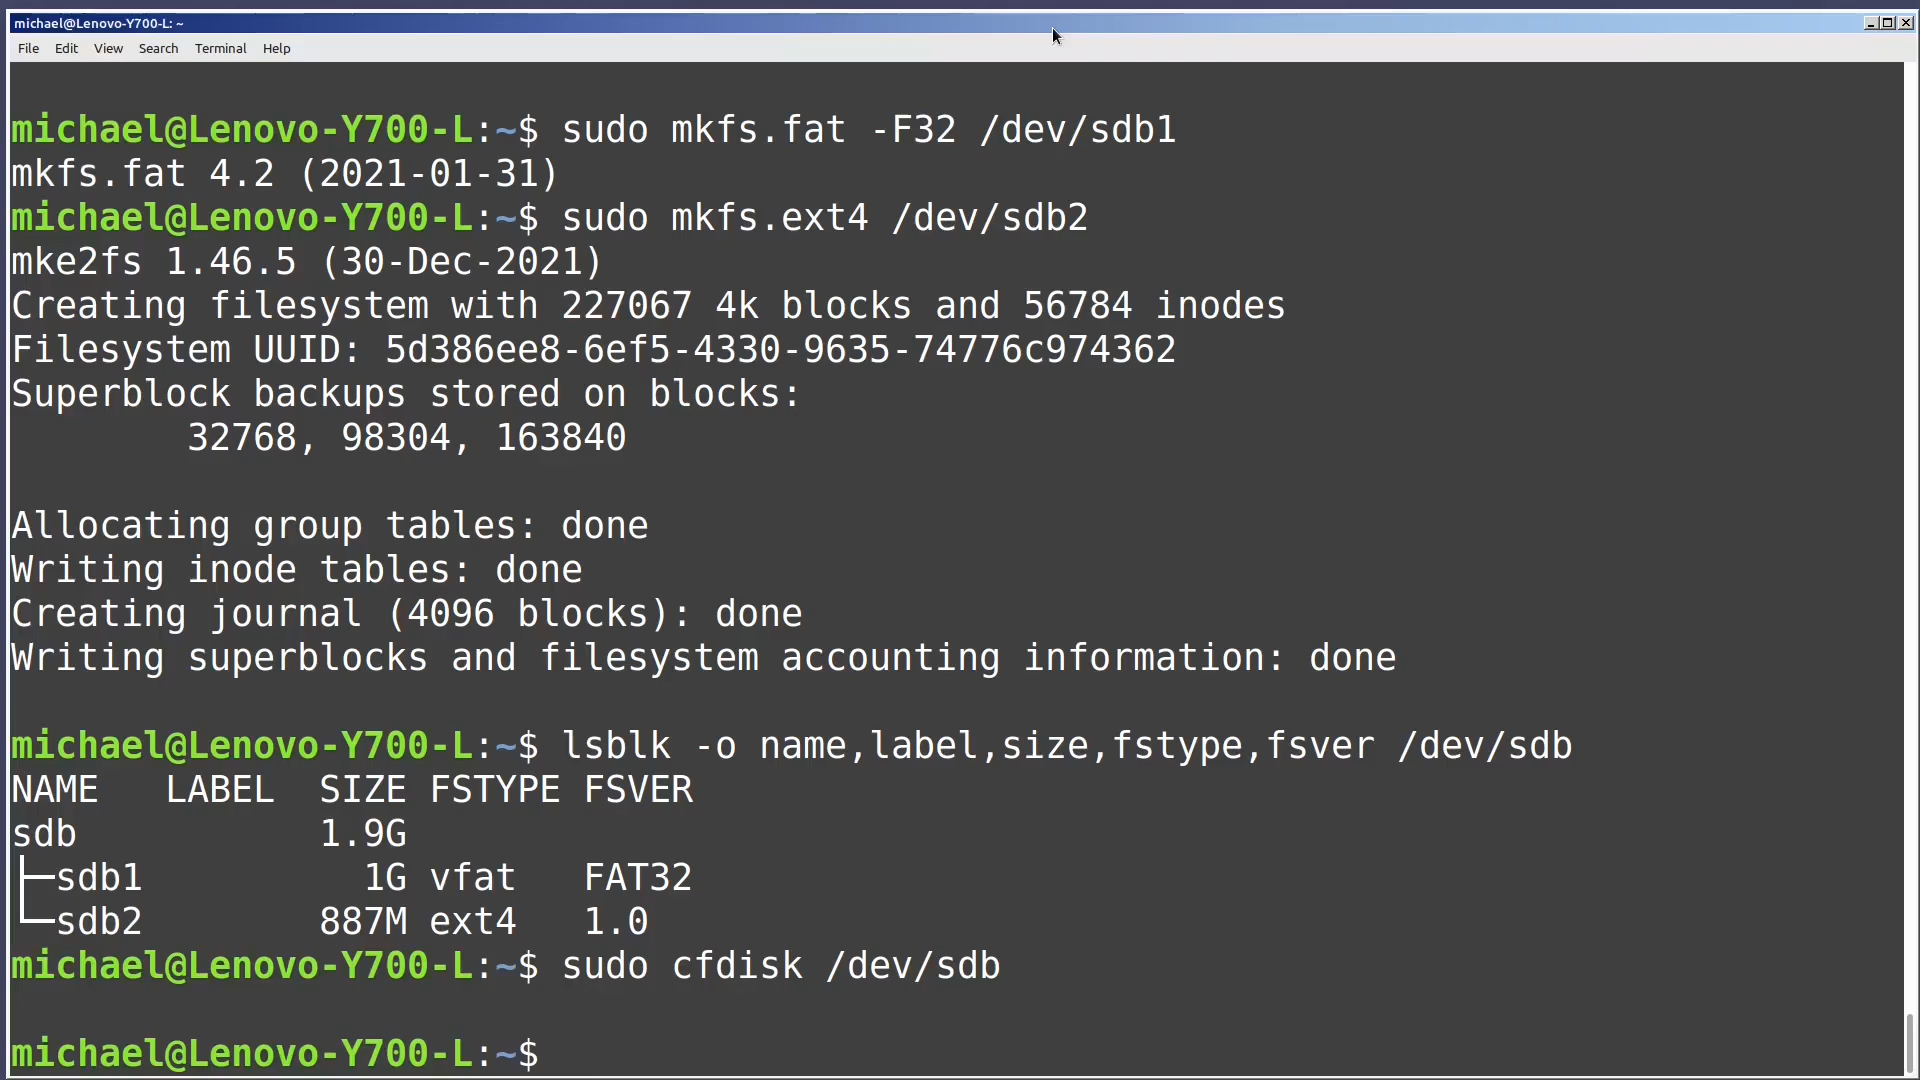 michael@Lenovo-Y700-L: ~
File Edit View Search Terminal Help
michael@Lenovo-Y700-L:~$ sudo mkfs.fat -F32 /dev/sdb1
mkfs.fat 4.2 (2021-01-31)
michael@Lenovo-Y700-L:~$ sudo mkfs.ext4 /dev/sdb2
mke2fs 1.46.5 (30-Dec-2021)
Creating filesystem with 227067 4k blocks and 56784 inodes
Filesystem UUID: 5d386ee8-6ef5-4330-9635-74776c974362
Superblock backups stored on blocks:
        32768, 98304, 163840
Allocating group tables: done
Writing inode tables: done
Creating journal (4096 blocks): done
Writing superblocks and filesystem accounting information: done
michael@Lenovo-Y700-L:~$ lsblk -o name,label,size,fstype,fsver /dev/sdb
NAME   LABEL  SIZE FSTYPE FSVER
sdb           1.9G
├─sdb1          1G vfat   FAT32
└─sdb2        887M ext4   1.0
michael@Lenovo-Y700-L:~$ sudo cfdisk /dev/sdb
michael@Lenovo-Y700-L:~$